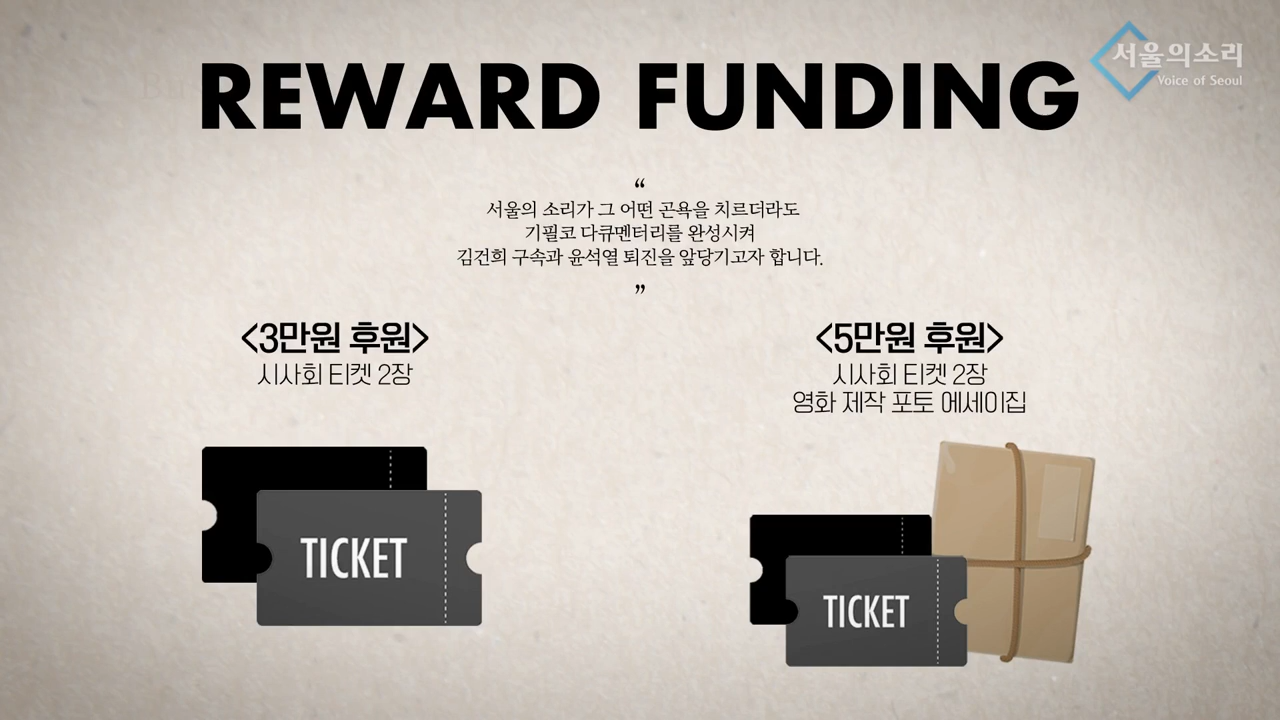 서울의소리
Voice of Seoul
REWARD FUNDING
“
서울의 소리가 그 어떤 곤욕을 치르더라도
기필코 다큐멘터리를 완성시켜
김건희 구속과 윤석열 퇴진을 앞당기고자 합니다.
”
<3만원 후원>
시사회 티켓 2장
TICKET
<5만원 후원>
시사회 티켓 2장
영화 제작 포토 에세이집
TICKET